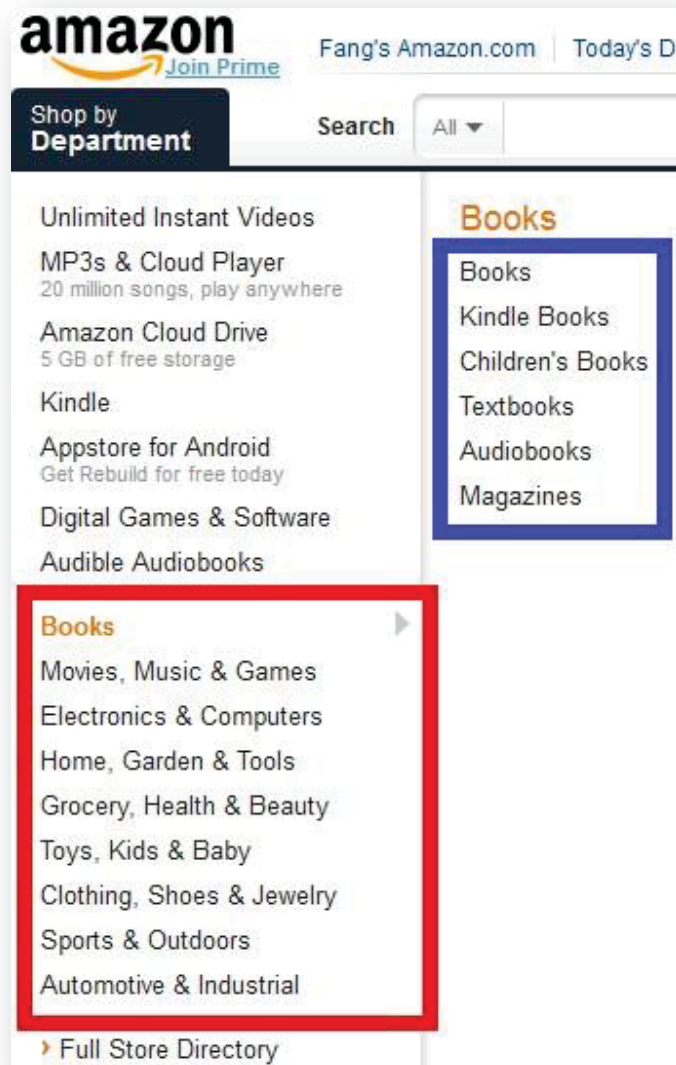 amazon
Join Prime
Fang's Amazon.com
Today's D
Shop by
Department
Search
All
Unlimited Instant Videos
MP3s & Cloud Player
20 million songs, play anywhere
Amazon Cloud Drive
5 GB of free storage
Kindle
Appstore for Android
Get Rebuild for free today
Digital Games & Software
Audible Audiobooks
Books
Movies, Music & Games
Electronics & Computers
Home, Garden & Tools
Grocery, Health & Beauty
Toys, Kids & Baby
Clothing, Shoes & Jewelry
Sports & Outdoors
Automotive & Industrial
Full Store Directory
Books
Books
Kindle Books
Children's Books
Textbooks
Audiobooks
Magazines